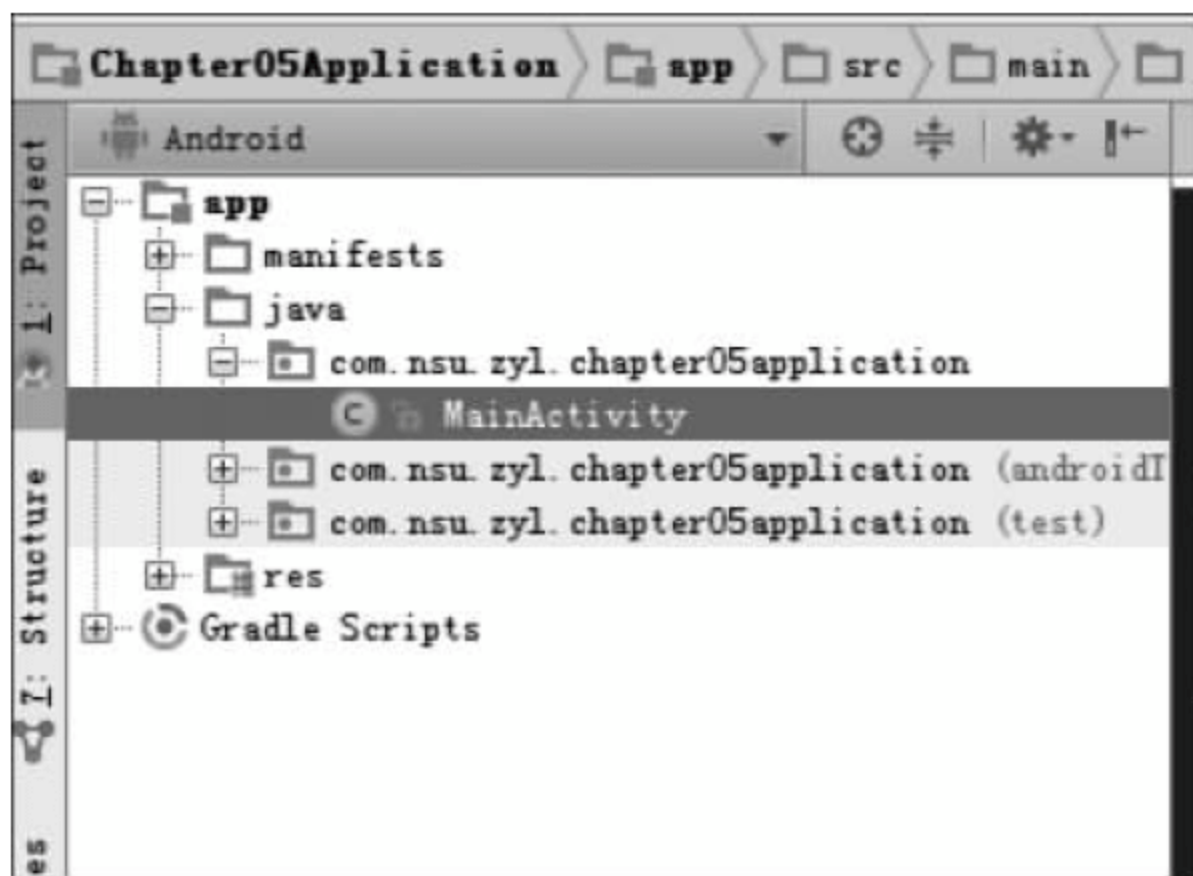 Chapter05Application app src main
Android
1: Project
app
manifests
java
com.nsu.zyl.chapter05application
MainActivity
com.nsu.zyl.chapter05application (androidT
com.nsu.zyl.chapter05application (test)
res
Gradle Scripts
7: Structure
es